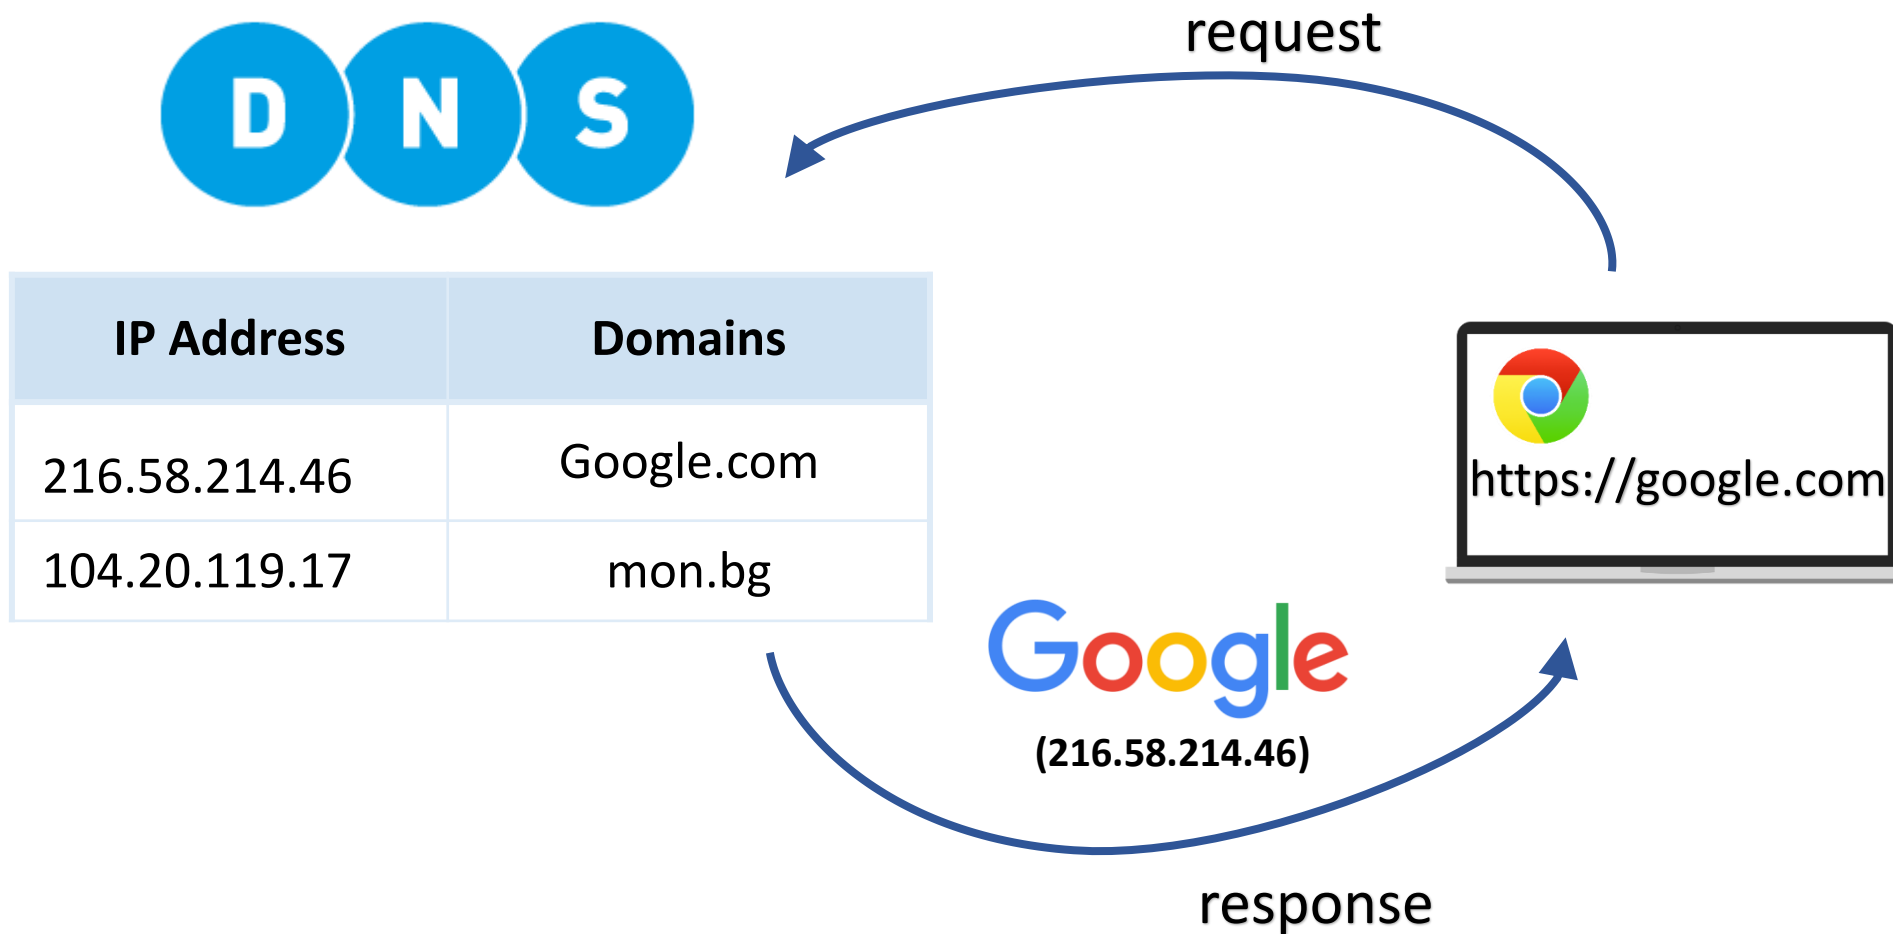 request
DNS
IP Address Domains
216.58.214.46 Google.com
104.20.119.17 mon.bg
https://google.com
Google
(216.58.214.46)
response